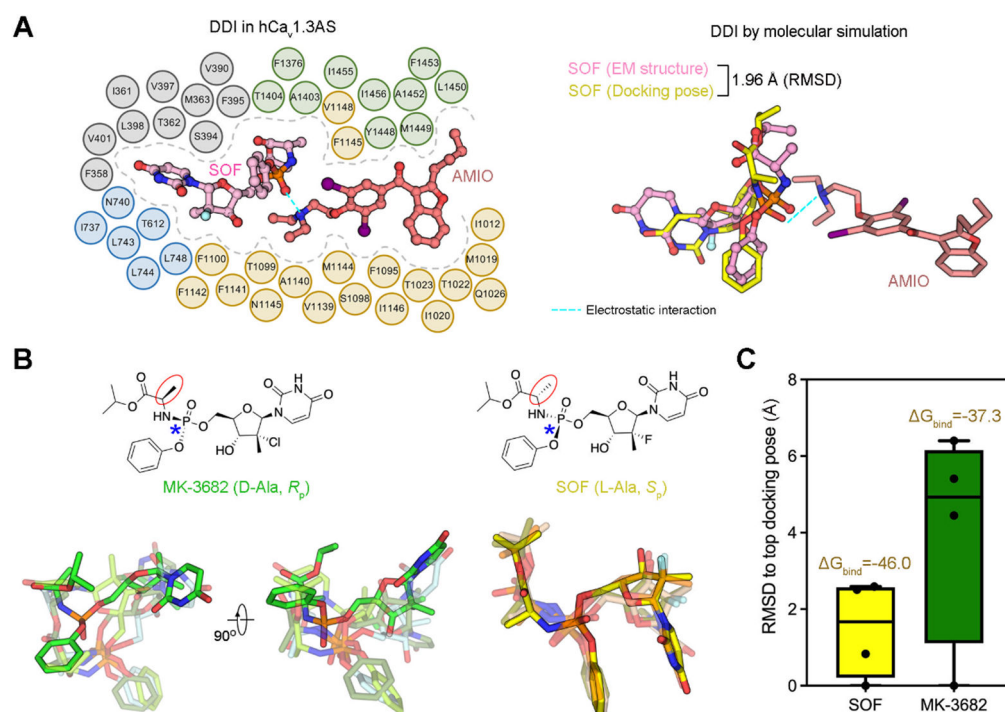 A
DDI in hCav1.3AS
DDI by molecular simulation
SOF (EM structure)
SOF (Docking pose)
1.96 Å (RMSD)
V390
F1376
I1455
F1453
I361
V397
M363
F395
T1404
A1403
V1148
I1456
A1452
L1450
V401
L398
T362
S394
F1145
Y1448
M1449
F358
SOF
AMIO
N740
I737
T612
L743
L744
L748
F1100
T1099
M1144
F1095
I1012
M1019
F1142
F1141
A1140
N1145
V1139
S1098
I1146
T1023
T1022
I1020
Q1026
AMIO
Electrostatic interaction
B
O
O
HN
P
O
*
O
O
O
N
NH
O
HO
Cl
MK-3682 (D-Ala, Rp)
O
O
HN
P
O
*
O
O
O
N
NH
O
HO
F
SOF (L-Ala, Sp)
90o
C
RMSD to top docking pose (Å)
8
6
4
2
0
ΔGbind=-37.3
ΔGbind=-46.0
SOF
MK-3682